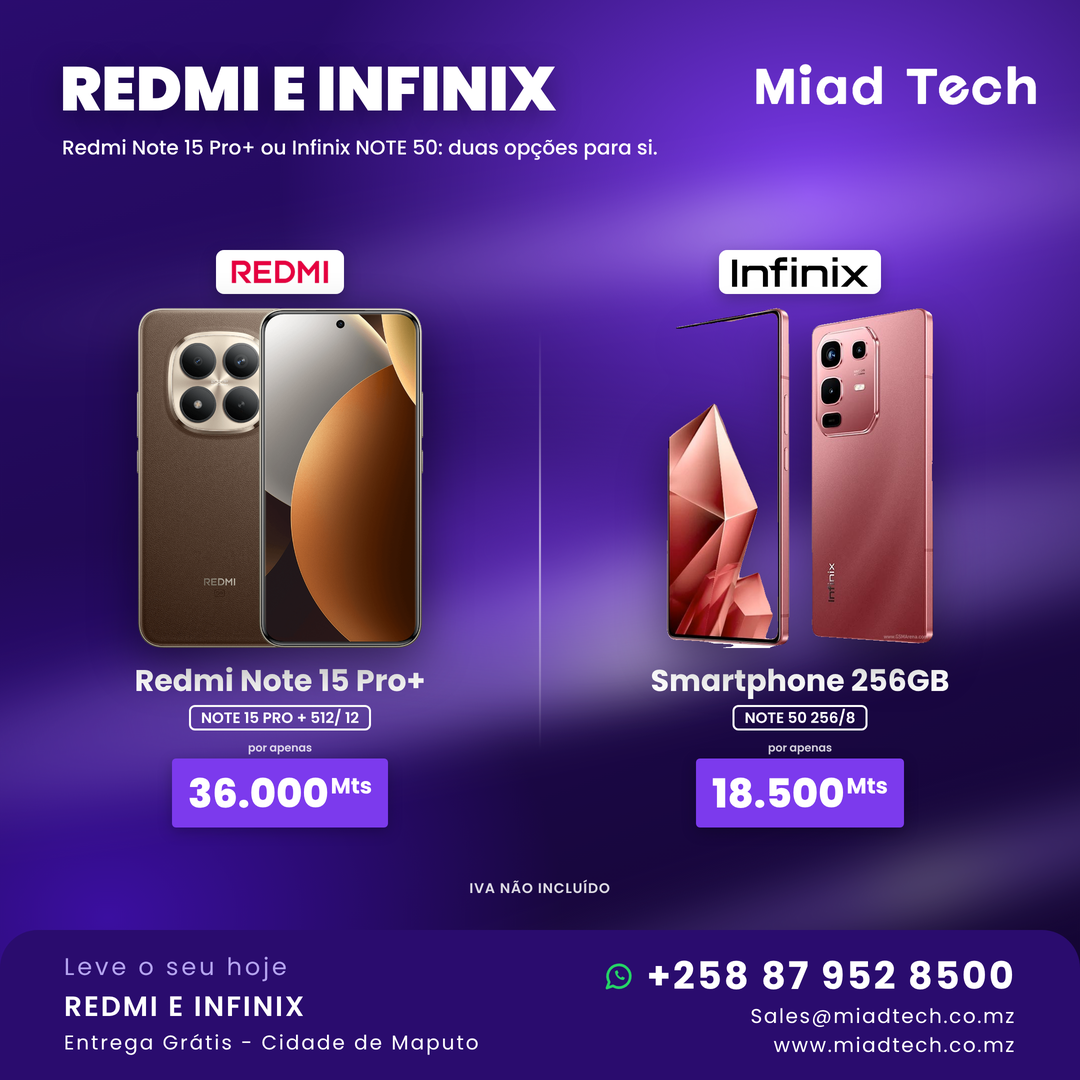 REDMI E INFINIX
Miad Tech
Redmi Note 15 Pro+ ou Infinix NOTE 50: duas opções para si.
REDMI
Infinix
REDMI
Infinix
Redmi Note 15 Pro+
Smartphone 256GB
NOTE 15 PRO + 512/ 12
NOTE 50 256/8
por apenas
por apenas
36.000Mts
18.500Mts
IVA NÃO INCLUÍDO
Leve o seu hoje
REDMI E INFINIX
Entrega Grátis - Cidade de Maputo
+258 87 952 8500
Sales@miadtech.co.mz
www.miadtech.co.mz